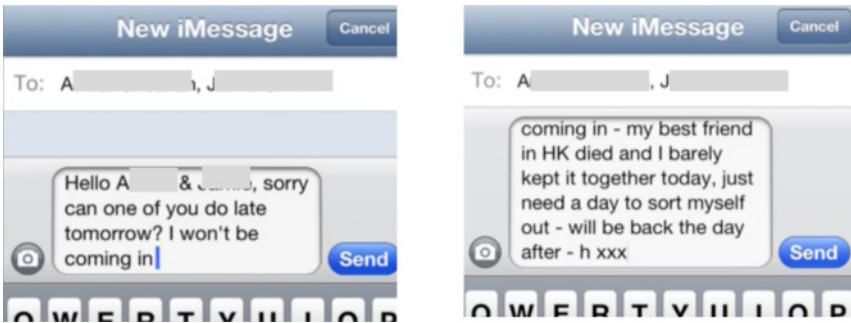 New iMessage
Cancel
To: A , J
Hello A & , sorry
can one of you do late
tomorrow? I won't be
coming in
Send
Q W E R T Y U I O P
New iMessage
Cancel
To: A , J
coming in - my best friend
in HK died and I barely
kept it together today, just
need a day to sort myself
out - will be back the day
after - h xxx
Send
Q W E R T Y U I O P